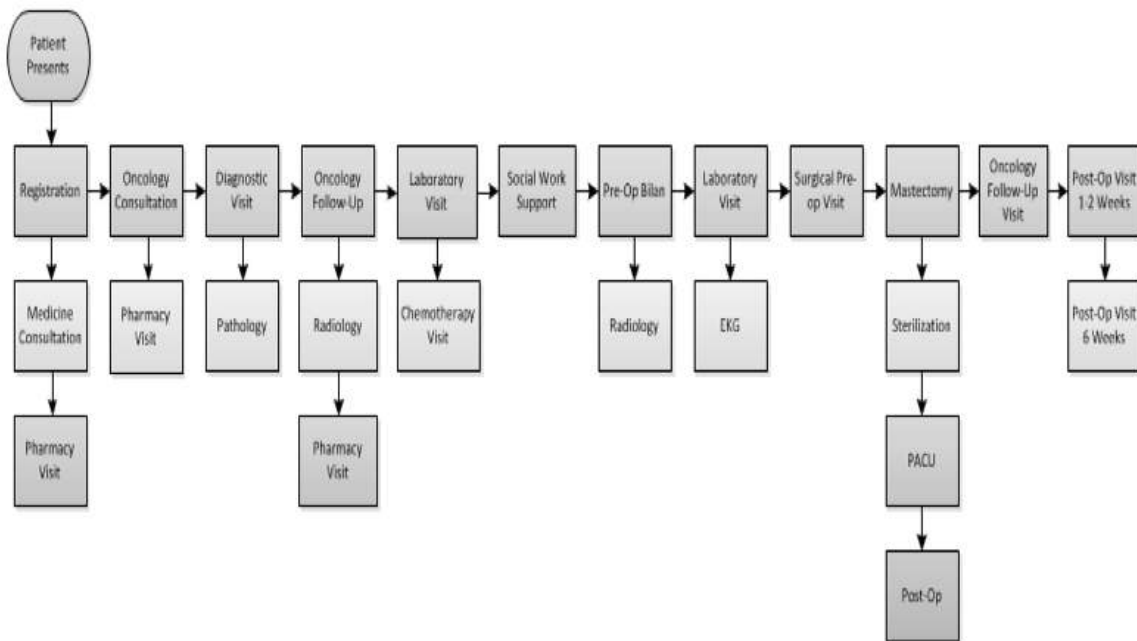 Patient
Presents
Registration
Oncology
Consultation
Diagnostic
Visit
Oncology
Follow-Up
Laboratory
Visit
Social Work
Support
Pre-Op Bilan
Laboratory
Visit
Surgical Pre-
op Visit
Mastectomy
Oncology
Follow-Up
Visit
Post-Op Visit
1-2 Weeks
Medicine
Consultation
Pharmacy
Visit
Pathology
Radiology
Chemotherapy
Visit
Radiology
EKG
Sterilization
Post-Op Visit
6 Weeks
Pharmacy
Visit
Pharmacy
Visit
PACU
Post-Op